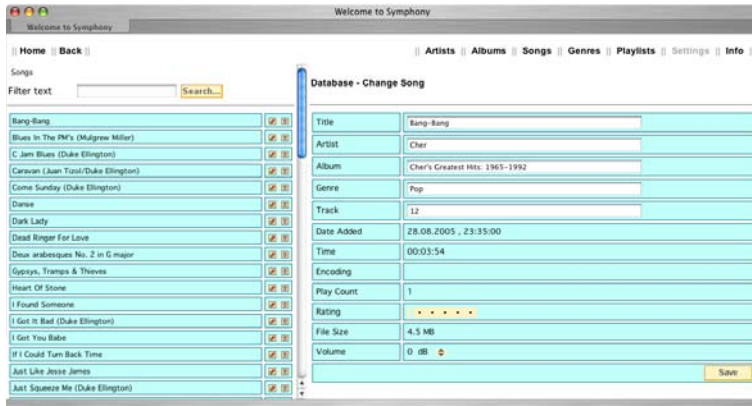 Welcome to Symphony
Welcome to Symphony
|| Home || Back ||
|| Artists || Albums || Songs || Genres || Playlists || Settings || Info |
Songs
Filter text
Search...
Bang-Bang
Blues In The PM's (Mulgrew Miller)
C Jam Blues (Duke Ellington)
Caravan (Juan Tizol/Duke Ellington)
Come Sunday (Duke Ellington)
Danse
Dark Lady
Dead Ringer For Love
Deux arabesques No. 2 in G major
Gypsys, Tramps & Thieves
Heart Of Stone
I Found Someone
I Got It Bad (Duke Ellington)
I Got You Babe
If I Could Turn Back Time
Just Like Jesse James
Just Squeeze Me (Duke Ellington)
Database - Change Song
Title Bang-Bang
Artist Cher
Album Cher's Greatest Hits: 1965-1992
Genre Pop
Track 12
Date Added 28.08.2005 , 23:35:00
Time 00:03:54
Encoding
Play Count 1
Rating • • • • •
File Size 4.5 MB
Volume 0 dB
Save